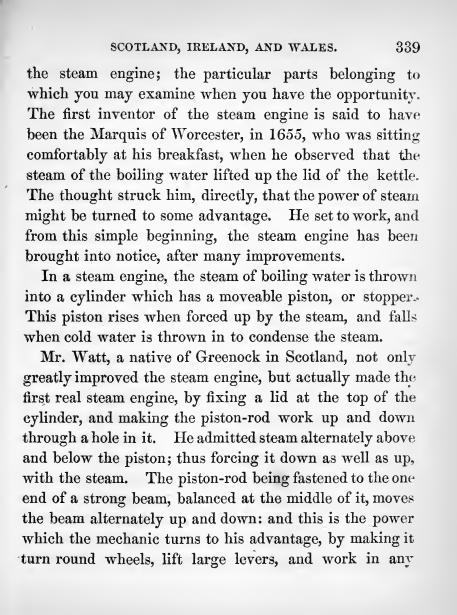 SCOTLAND, IRELAND, AND WALES. 339
the steam engine; the particular parts belonging to
which you may examine when you have the opportunity.
The first inventor of the steam engine is said to have
been the Marquis of Worcester, in 1655, who was sitting
comfortably at his breakfast, when he observed that the
steam of the boiling water lifted up the lid of the kettle.
The thought struck him, directly, that the power of steam
might be turned to some advantage. He set to work, and
from this simple beginning, the steam engine has been
brought into notice, after many improvements.
In a steam engine, the steam of boiling water is thrown
into a cylinder which has a moveable piston, or stopper.
This piston rises when forced up by the steam, and falls
when cold water is thrown in to condense the steam.
Mr. Watt, a native of Greenock in Scotland, not only
greatly improved the steam engine, but actually made the
first real steam engine, by fixing a lid at the top of the
cylinder, and making the piston-rod work up and down
through a hole in it. He admitted steam alternately above
and below the piston; thus forcing it down as well as up,
with the steam. The piston-rod being fastened to the one
end of a strong beam, balanced at the middle of it, moves
the beam alternately up and down: and this is the power
which the mechanic turns to his advantage, by making it
turn round wheels, lift large levers, and work in any